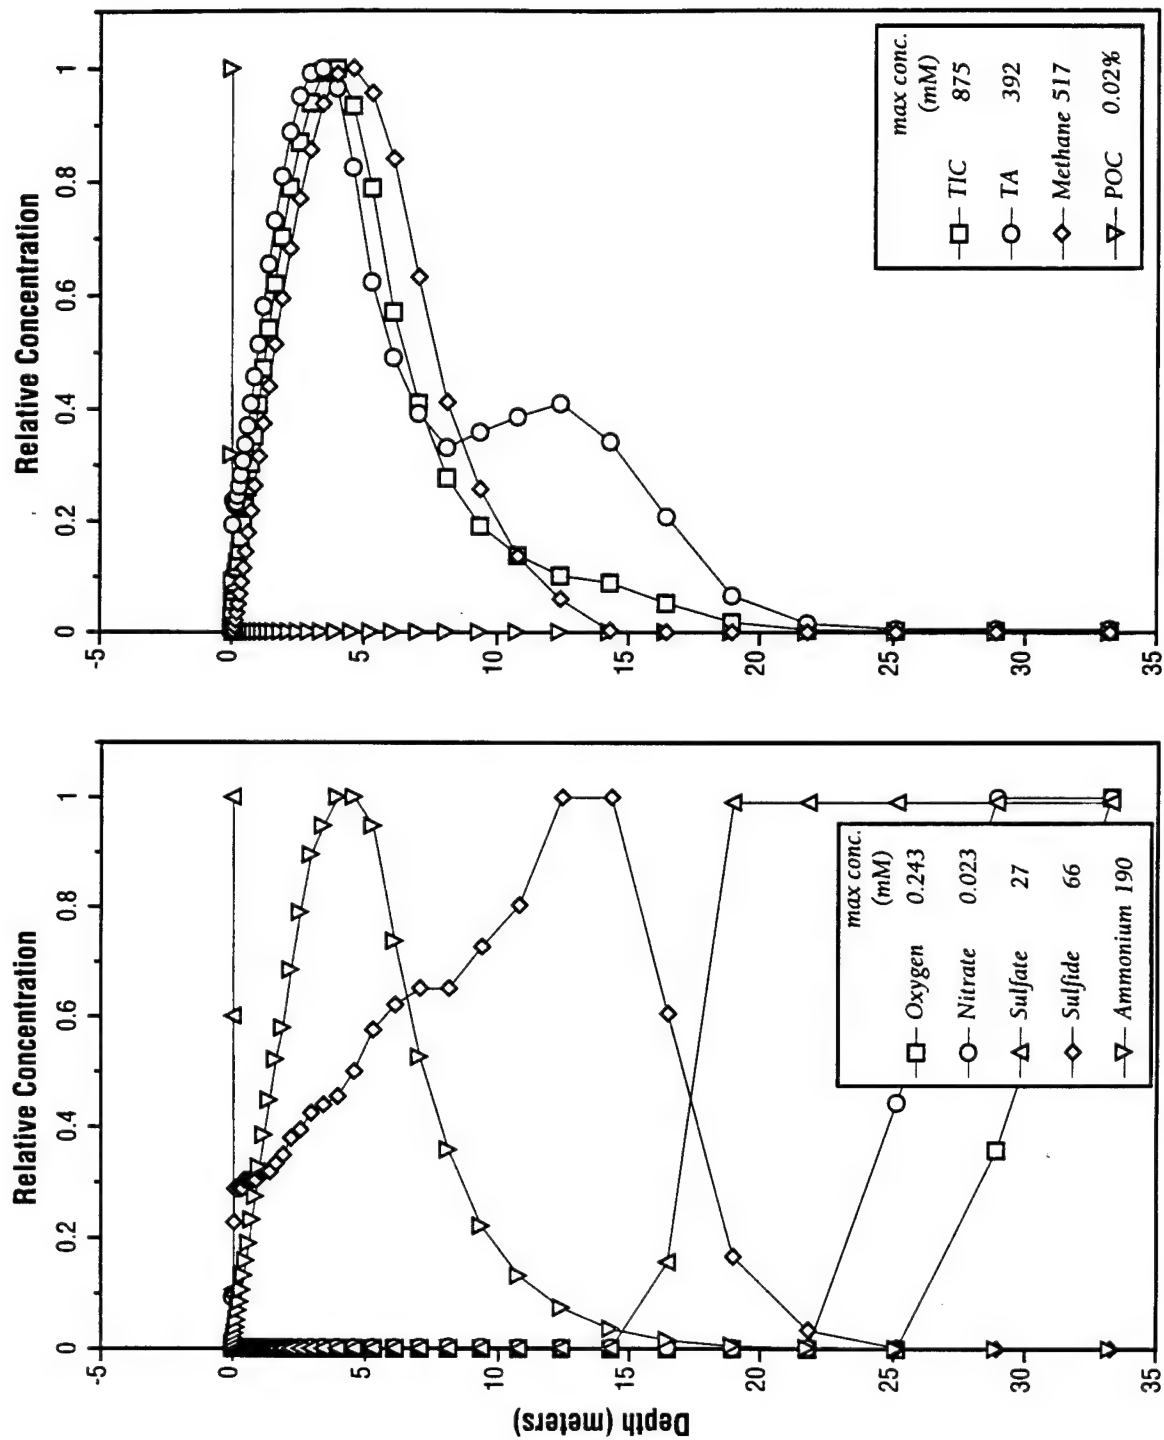 Relative Concentration
0 0.2 0.4 0.6 0.8 1
-5
0
5
10
15
20
25
30
35
Depth (meters)
max conc.
(mM)
Oxygen 0.243
Nitrate 0.023
Sulfate 27
Sulfide 66
Ammonium 190
Relative Concentration
0 0.2 0.4 0.6 0.8 1
-5
0
5
10
15
20
25
30
35
max conc.
(mM)
TIC 875
TA 392
Methane 517
POC 0.02%